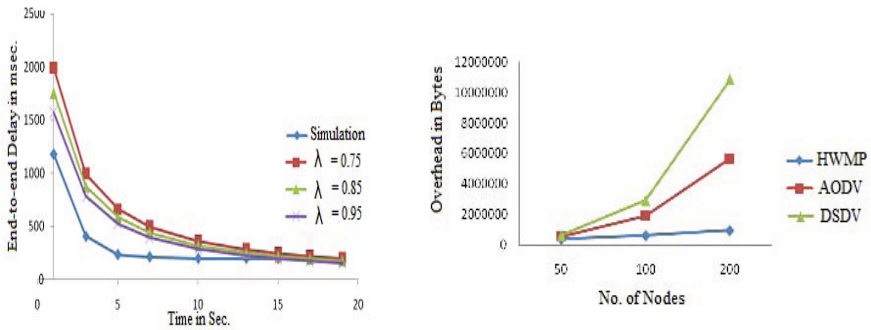 End-to-end Delay in msec.
2500
2000
1500
1000
500
.0
0
5
10
15
20
Time in Sec.
Simulation
λ = 0.75
λ = 0.85
λ = 0.95
Overhead in Bytes
12000000
10000000
8000000
6000000
4000000
2000000
0
50
100
200
No. of Nodes
HWMP
AODV
DSDV